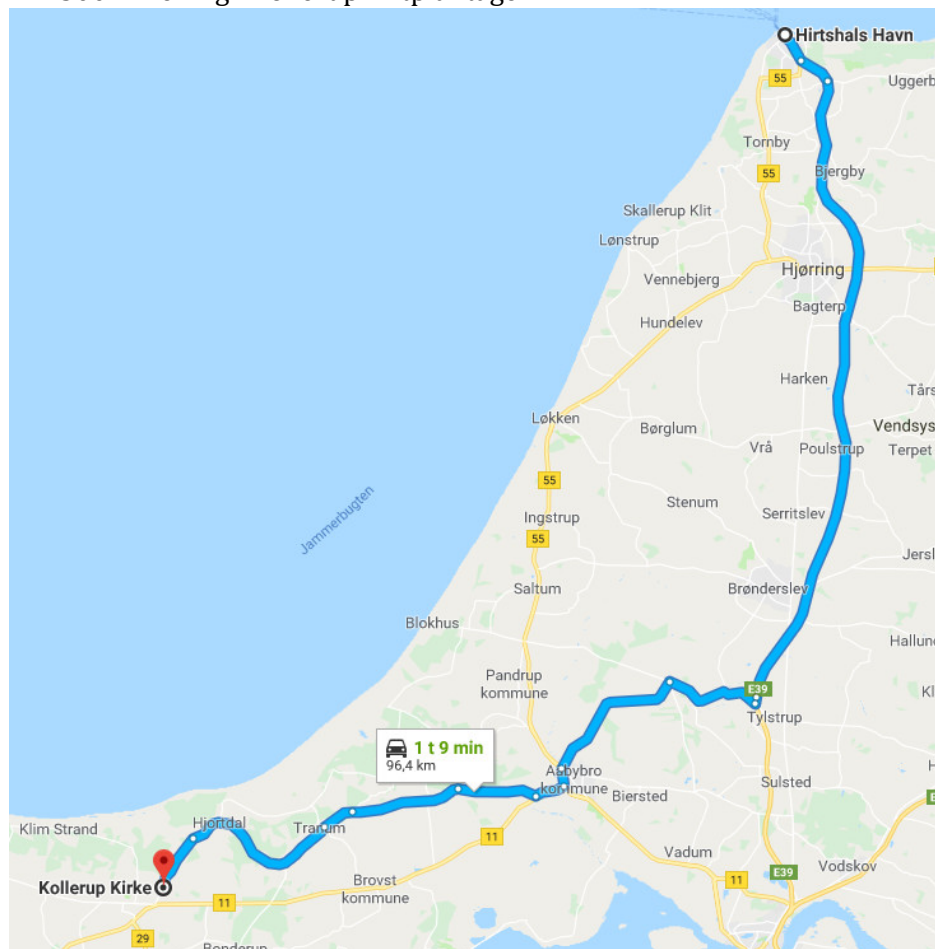 Hirtshals Havn
55
Uggerb
Tornby
55
Bjergby
Skallerup Klit
Lønstrup
Hjørring
Vennebjerg
Bagterp
Hundelev
Harken
Tårs
Løkken
Børglum
Vendsys
Vrå
Poulstrup
Terpet
55
Jammerbugten
Stenum
Ingstrup
Serritslev
55
Jersl
Saltum
Brønderslev
Blokhus
Hallund
Pandrup
kommune
E39
Kl
Tylstrup
1 t 9 min
96,4 km
Aabybro
kommune
Sulsted
Biersted
Klim Strand
Hjortdal
Tranum
11
Vadum
Vodskov
E39
Kollerup Kirke
Brovst
kommune
11
11
29
Bonderup